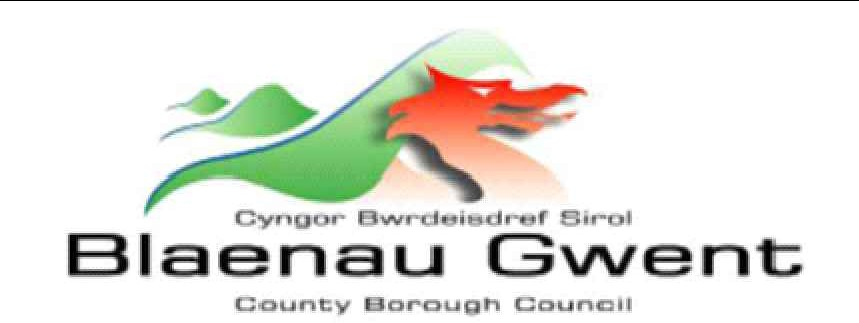 Cyngor Bwrdeisdref Sirol
Blaenau Gwent
County Borough Council